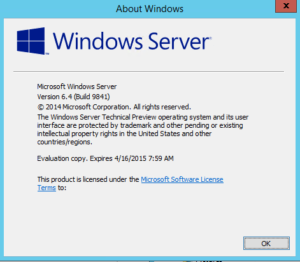 About Windows
x
Windows Server®
Microsoft Windows Server
Version 6.4 (Build 9841)
© 2014 Microsoft Corporation. All rights reserved.
The Windows Server Technical Preview operating system and its user
interface are protected by trademark and other pending or existing
intellectual property rights in the United States and other
countries/regions.
Evaluation copy. Expires 4/16/2015 7:59 AM
This product is licensed under the Microsoft Software License
Terms to:
OK